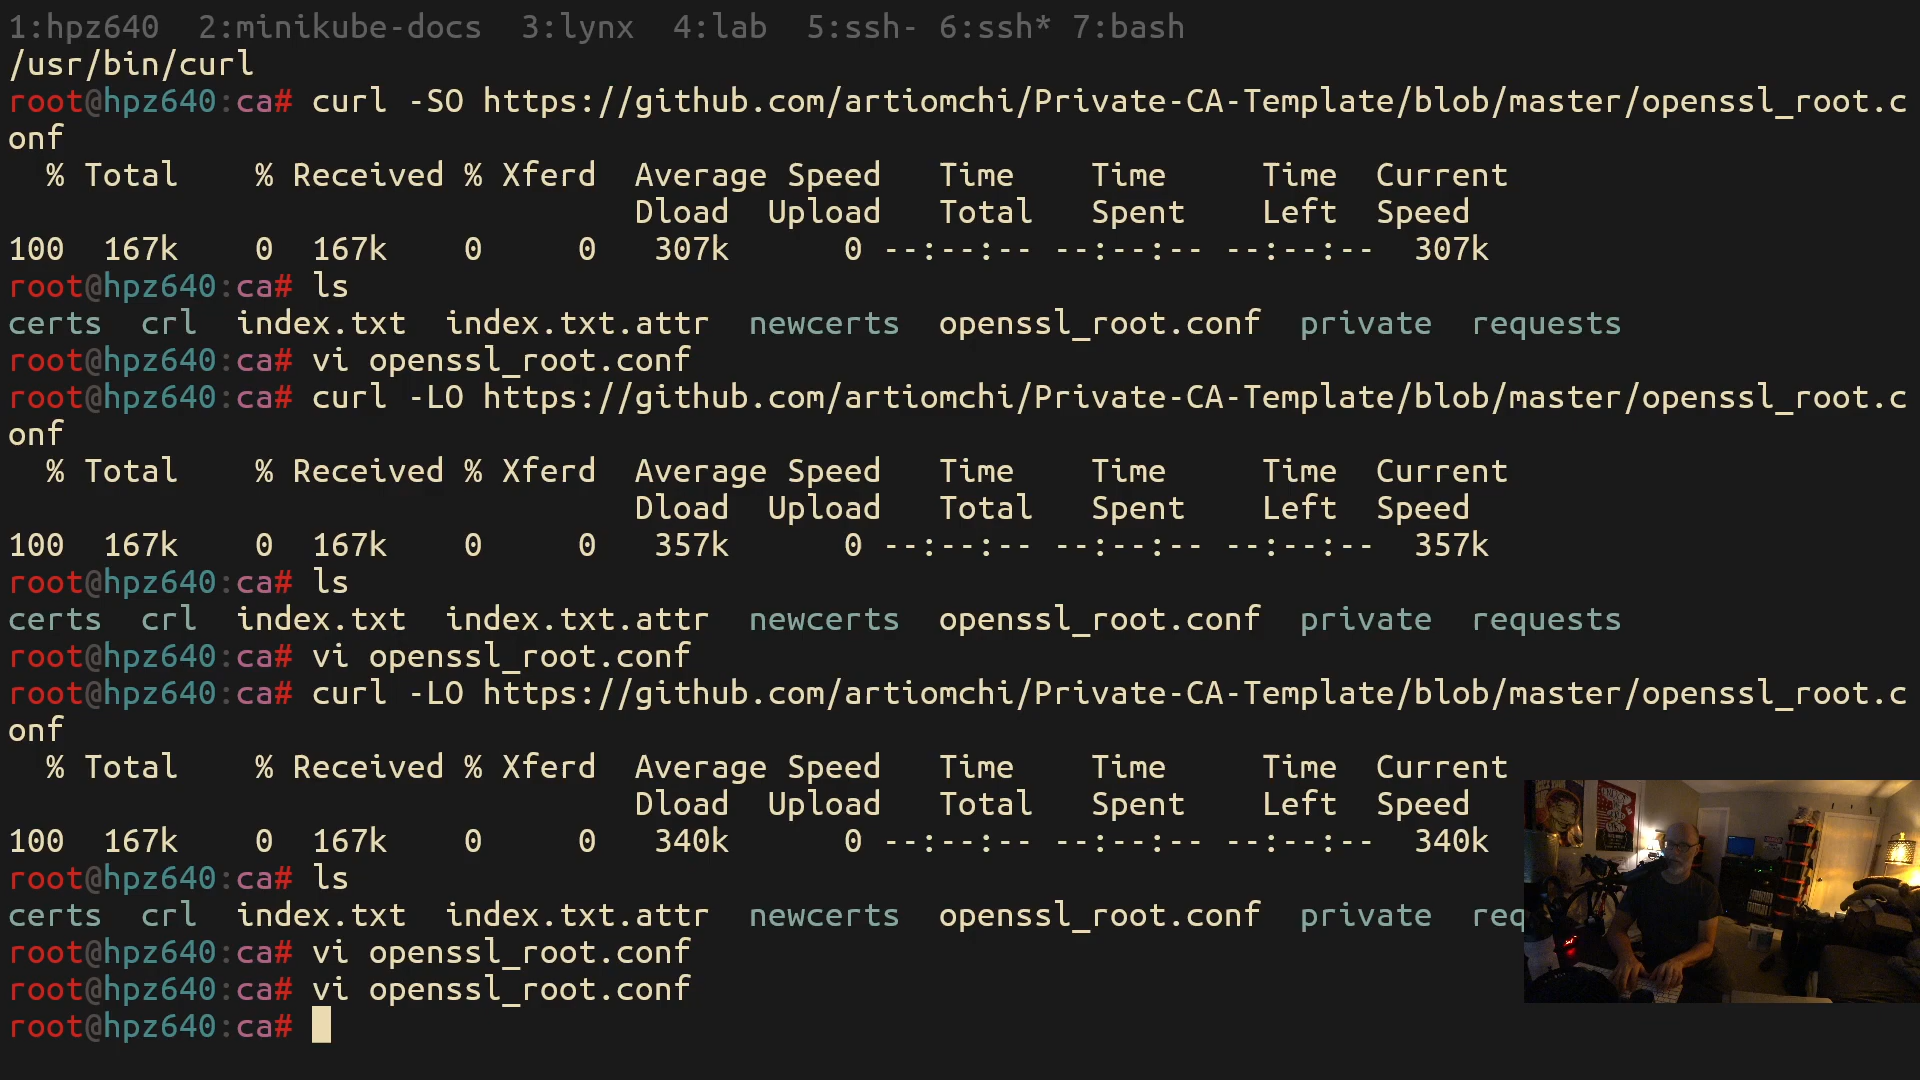 1:hpz640  2:minikube-docs  3:lynx  4:lab  5:ssh- 6:ssh* 7:bash
/usr/bin/curl
root@hpz640:ca# curl -SO https://github.com/artiomchi/Private-CA-Template/blob/master/openssl_root.c
onf
  % Total    % Received % Xferd  Average Speed   Time    Time     Time  Current
                                 Dload  Upload   Total   Spent    Left  Speed
100  167k    0  167k    0     0   307k      0 --:--:-- --:--:-- --:--:--  307k
root@hpz640:ca# ls
certs  crl  index.txt  index.txt.attr  newcerts  openssl_root.conf  private  requests
root@hpz640:ca# vi openssl_root.conf
root@hpz640:ca# curl -LO https://github.com/artiomchi/Private-CA-Template/blob/master/openssl_root.c
onf
  % Total    % Received % Xferd  Average Speed   Time    Time     Time  Current
                                 Dload  Upload   Total   Spent    Left  Speed
100  167k    0  167k    0     0   357k      0 --:--:-- --:--:-- --:--:--  357k
root@hpz640:ca# ls
certs  crl  index.txt  index.txt.attr  newcerts  openssl_root.conf  private  requests
root@hpz640:ca# vi openssl_root.conf
root@hpz640:ca# curl -LO https://github.com/artiomchi/Private-CA-Template/blob/master/openssl_root.c
onf
  % Total    % Received % Xferd  Average Speed   Time    Time     Time  Current
                                 Dload  Upload   Total   Spent    Left  Speed
100  167k    0  167k    0     0   340k      0 --:--:-- --:--:-- --:--:--  340k
root@hpz640:ca# ls
certs  crl  index.txt  index.txt.attr  newcerts  openssl_root.conf  private  req
root@hpz640:ca# vi openssl_root.conf
root@hpz640:ca# vi openssl_root.conf
root@hpz640:ca#